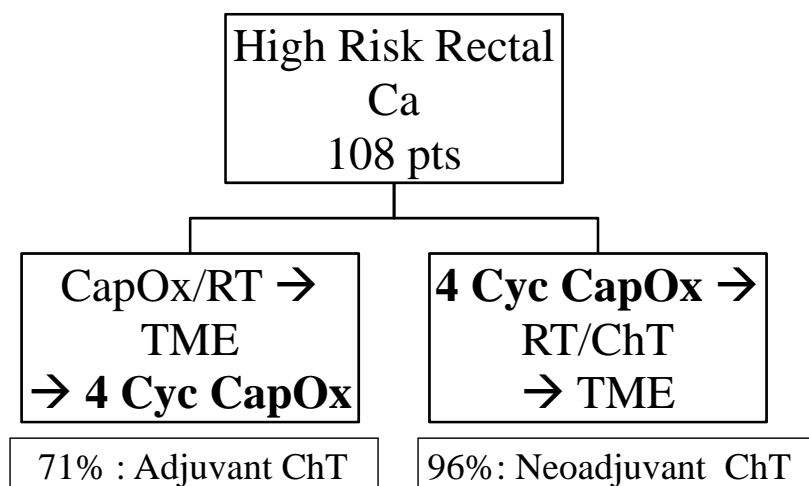 High Risk Rectal
Ca
108 pts
CapOx/RT →
TME
→ 4 Cyc CapOx
4 Cyc CapOx →
RT/ChT
→ TME
71% : Adjuvant ChT
96%: Neoadjuvant ChT